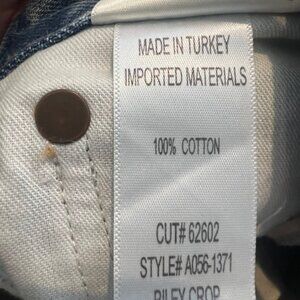 MADE IN TURKEY
IMPORTED MATERIALS
100% COTTON
CUT# 62602
STYLE# A056-1371
RILEY CROP